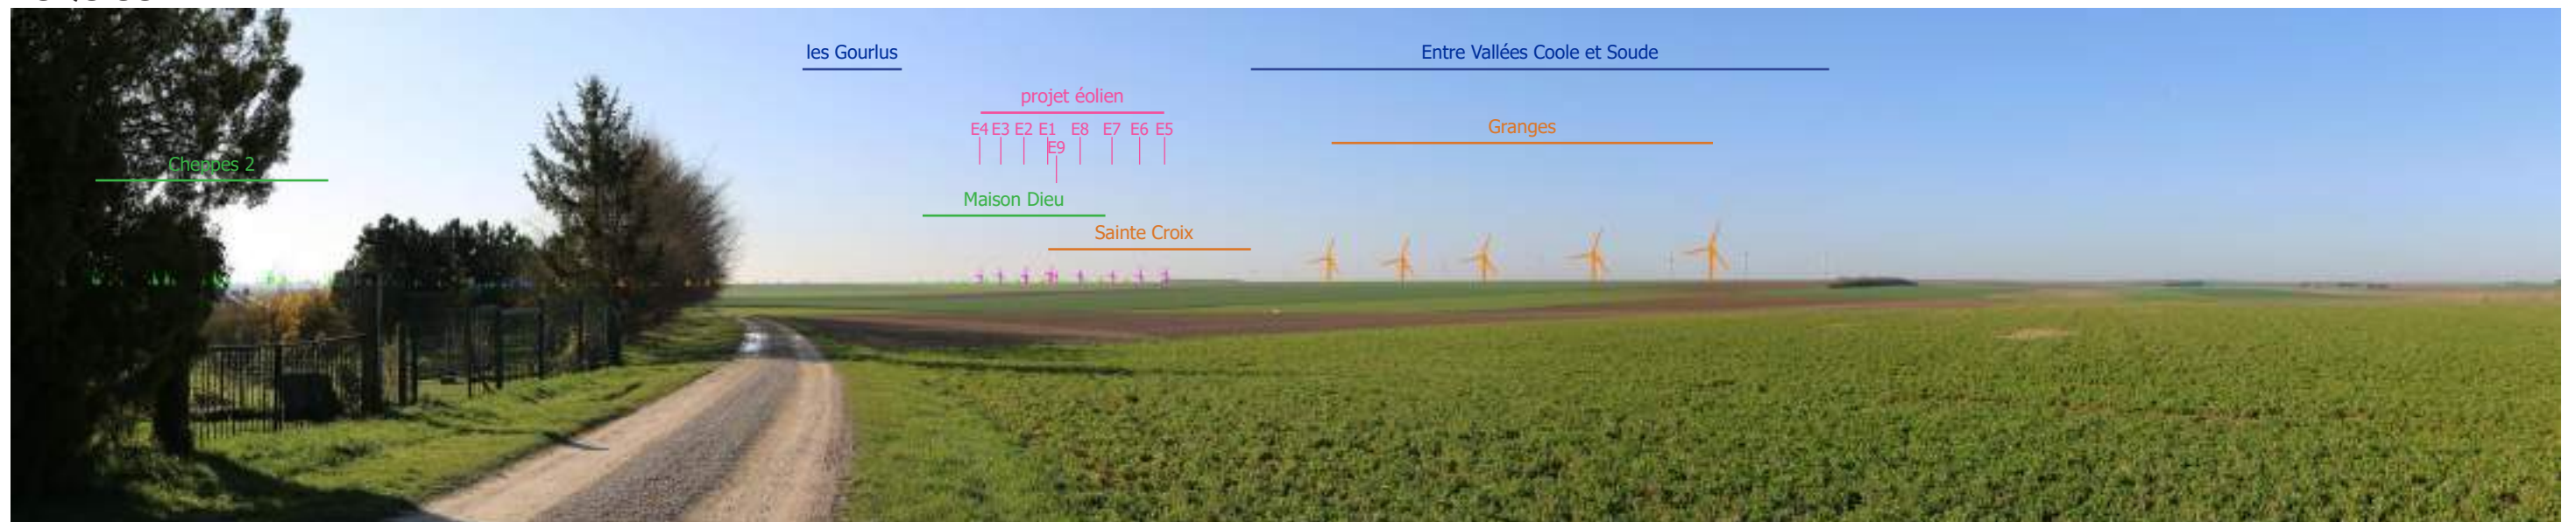 les Gourlus
Entre Vallées Coole et Soude
projet éolien
Granges
E4 E3 E2 E1 E8 E7 E6 E5
E9
Cheppes 2
Maison Dieu
Sainte Croix